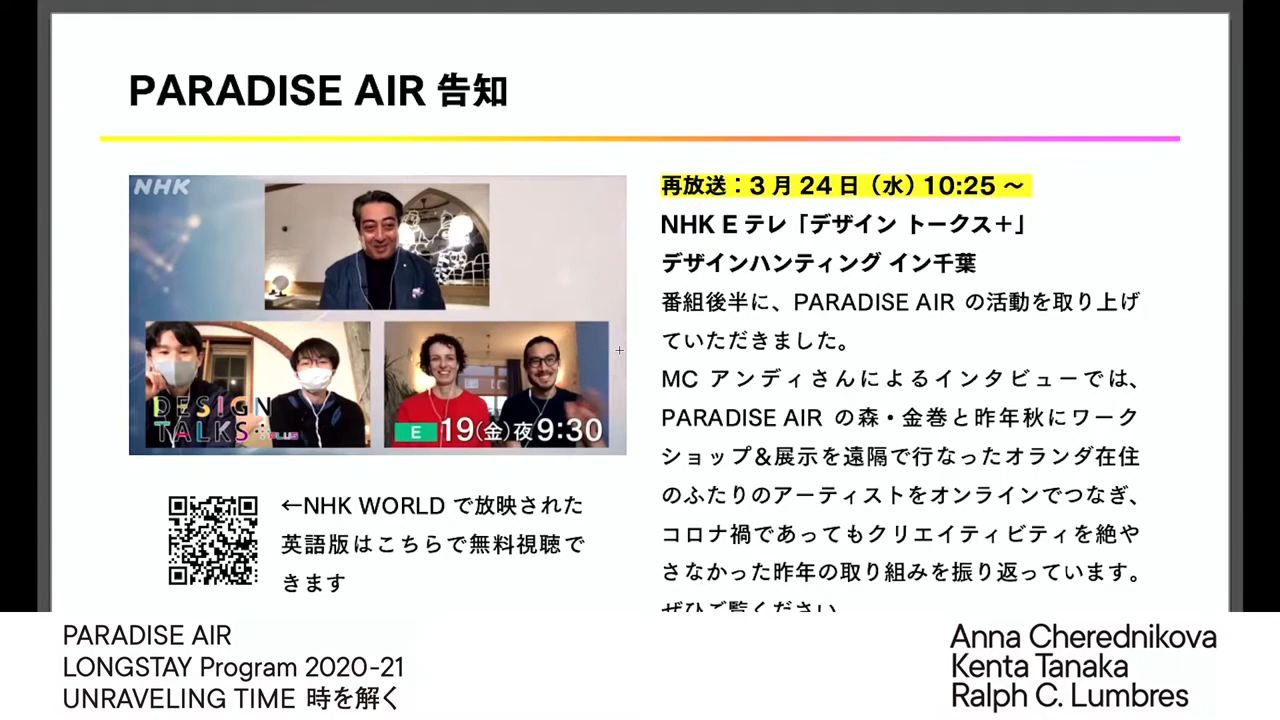 PARADISE AIR 告知
NHK
DESIGN
TALKS PLUS
E 19(金)夜9:30
←NHK WORLD で放映された
英語版はこちらで無料視聴で
きます
再放送：3 月 24 日（水）10:25 ～
NHK E テレ「デザイン トークス＋」
デザインハンティング イン千葉
番組後半に、PARADISE AIR の活動を取り上げ
ていただきました。
MC アンディさんによるインタビューでは、
PARADISE AIR の森・金巻と昨年秋にワーク
ショップ＆展示を遠隔で行なったオランダ在住
のふたりのアーティストをオンラインでつなぎ、
コロナ禍であってもクリエイティビティを絶や
さなかった昨年の取り組みを振り返っています。
ぜひご覧ください
PARADISE AIR
LONGSTAY Program 2020-21
UNRAVELING TIME 時を解く
Anna Cherednikova
Kenta Tanaka
Ralph C. Lumbres